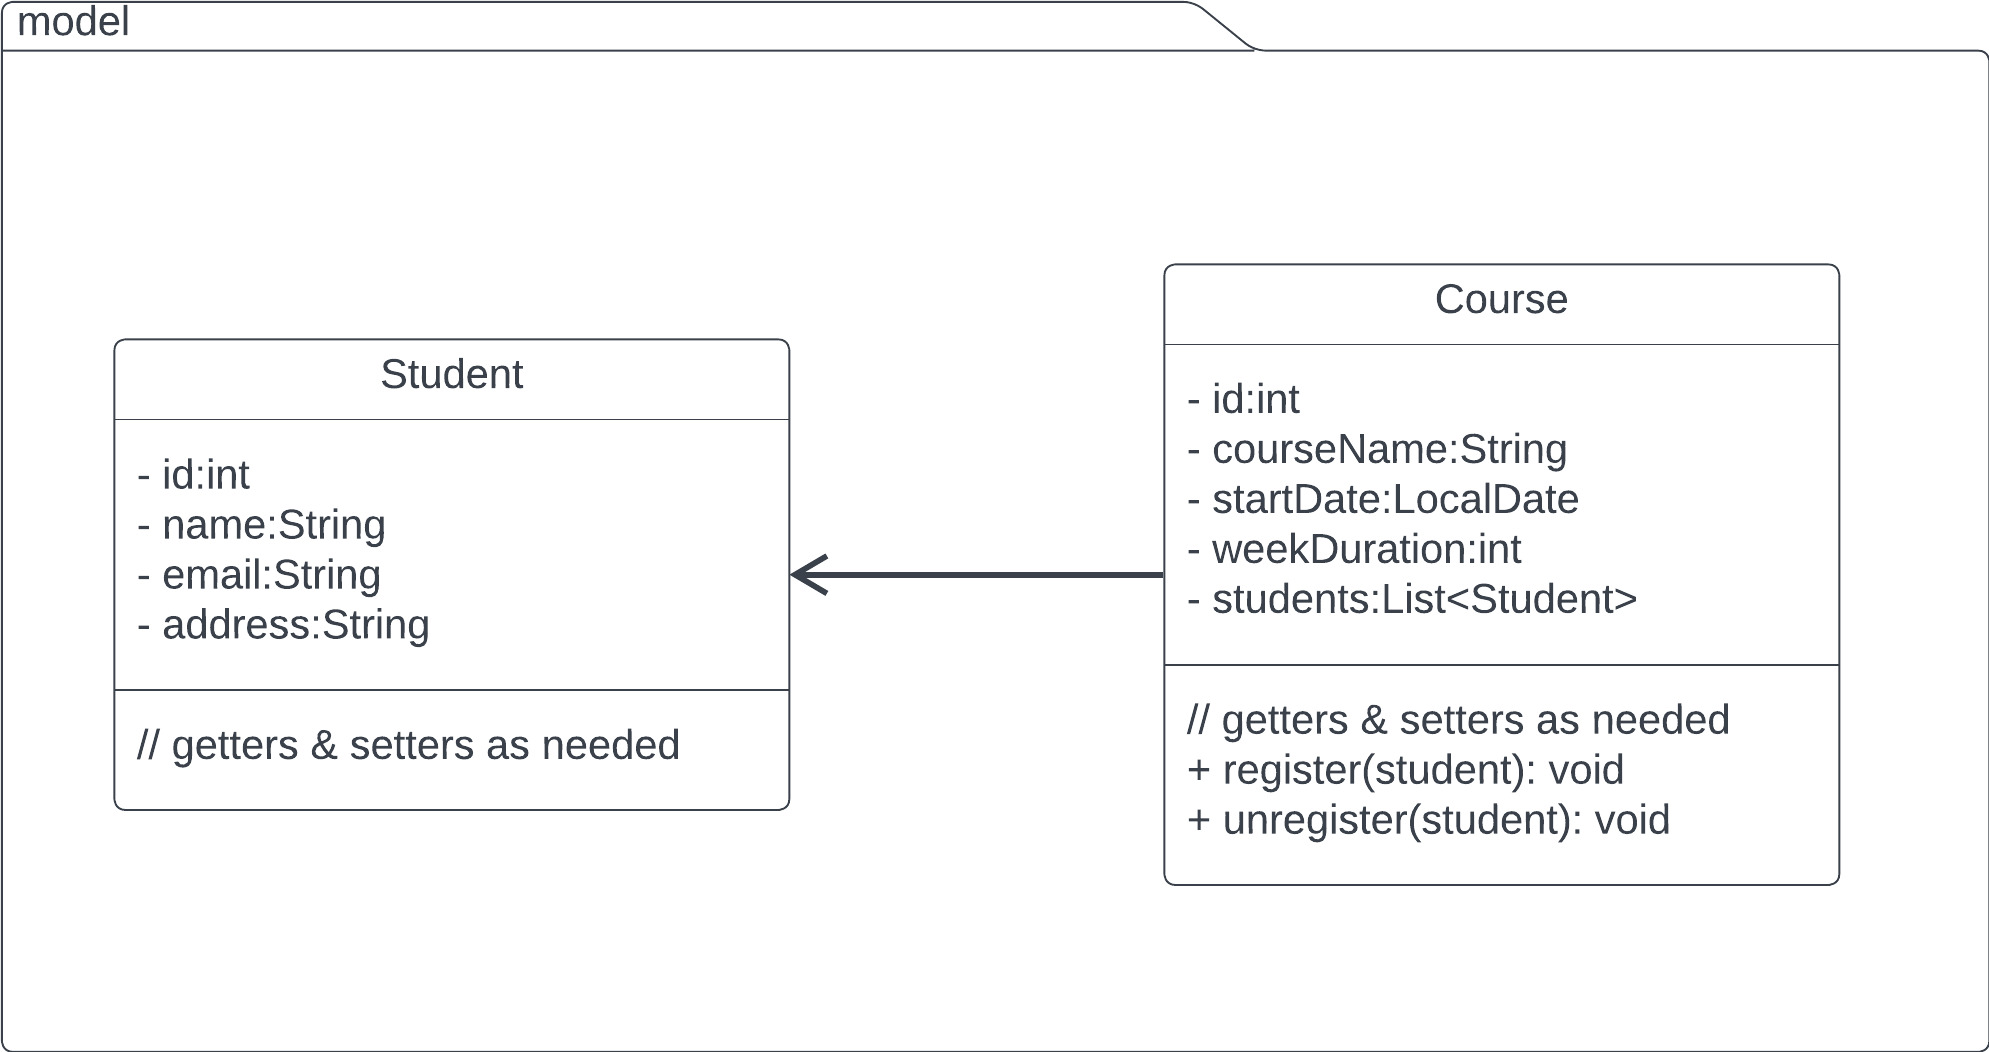 model
Student
- id:int
- name:String
- email:String
- address:String
// getters & setters as needed
Course
- id:int
- courseName:String
- startDate:LocalDate
- weekDuration:int
- students:List<Student>
// getters & setters as needed
+ register(student): void
+ unregister(student): void